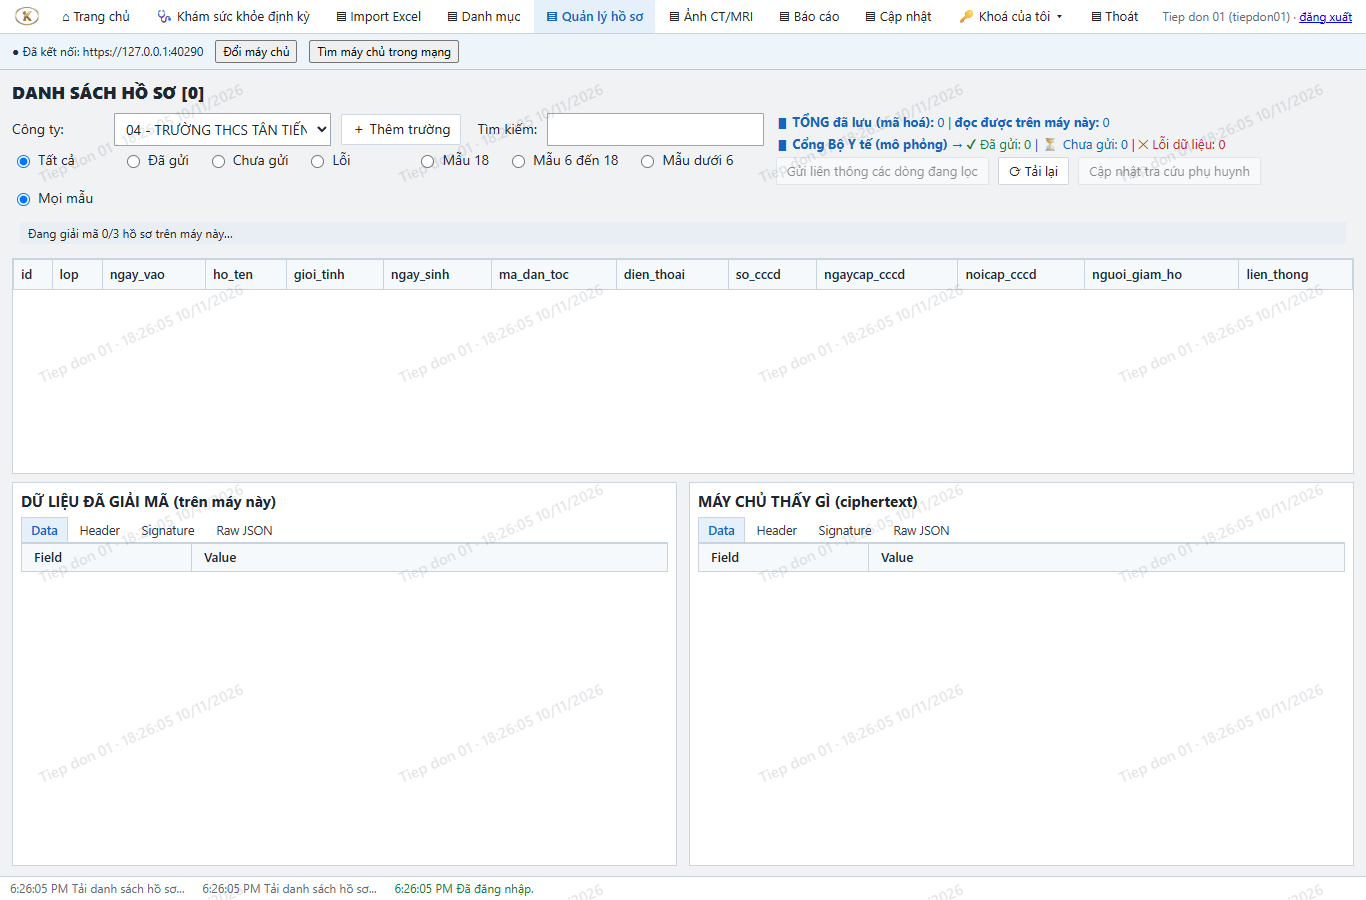 K Trang chủ Khám sức khỏe định kỳ Import Excel Danh mục Quản lý hồ sơ Ảnh CT/MRI Báo cáo Cập nhật Khoá của tôi Thoát Tiep don 01 (tiepdon01) · đăng xuất
● Đã kết nối: https://127.0.0.1:40290 Đổi máy chủ Tìm máy chủ trong mạng
DANH SÁCH HỒ SƠ [0]
Công ty: 04 - TRƯỜNG THCS TÂN TIẾN + Thêm trường Tìm kiếm:
TỔNG đã lưu (mã hoá): 0 | đọc được trên máy này: 0
Cổng Bộ Y tế (mô phỏng) → ✓ Đã gửi: 0 | ⏳ Chưa gửi: 0 | ✕ Lỗi dữ liệu: 0
Tất cả Đã gửi Chưa gửi Lỗi Mẫu 18 Mẫu 6 đến 18 Mẫu dưới 6
Gửi liên thông các dòng đang lọc ⟳ Tải lại Cập nhật tra cứu phụ huynh
Mọi mẫu
Đang giải mã 0/3 hồ sơ trên máy này...
id lop ngay_vao ho_ten gioi_tinh ngay_sinh ma_dan_toc dien_thoai so_cccd ngaycap_cccd noicap_cccd nguoi_giam_ho lien_thong
DỮ LIỆU ĐÃ GIẢI MÃ (trên máy này)
Data Header Signature Raw JSON
Field Value
MÁY CHỦ THẤY GÌ (ciphertext)
Data Header Signature Raw JSON
Field Value
6:26:05 PM Tải danh sách hồ sơ... 6:26:05 PM Tải danh sách hồ sơ... 6:26:05 PM Đã đăng nhập.
Tiep don 01 · 18:26:05 10/11/2026